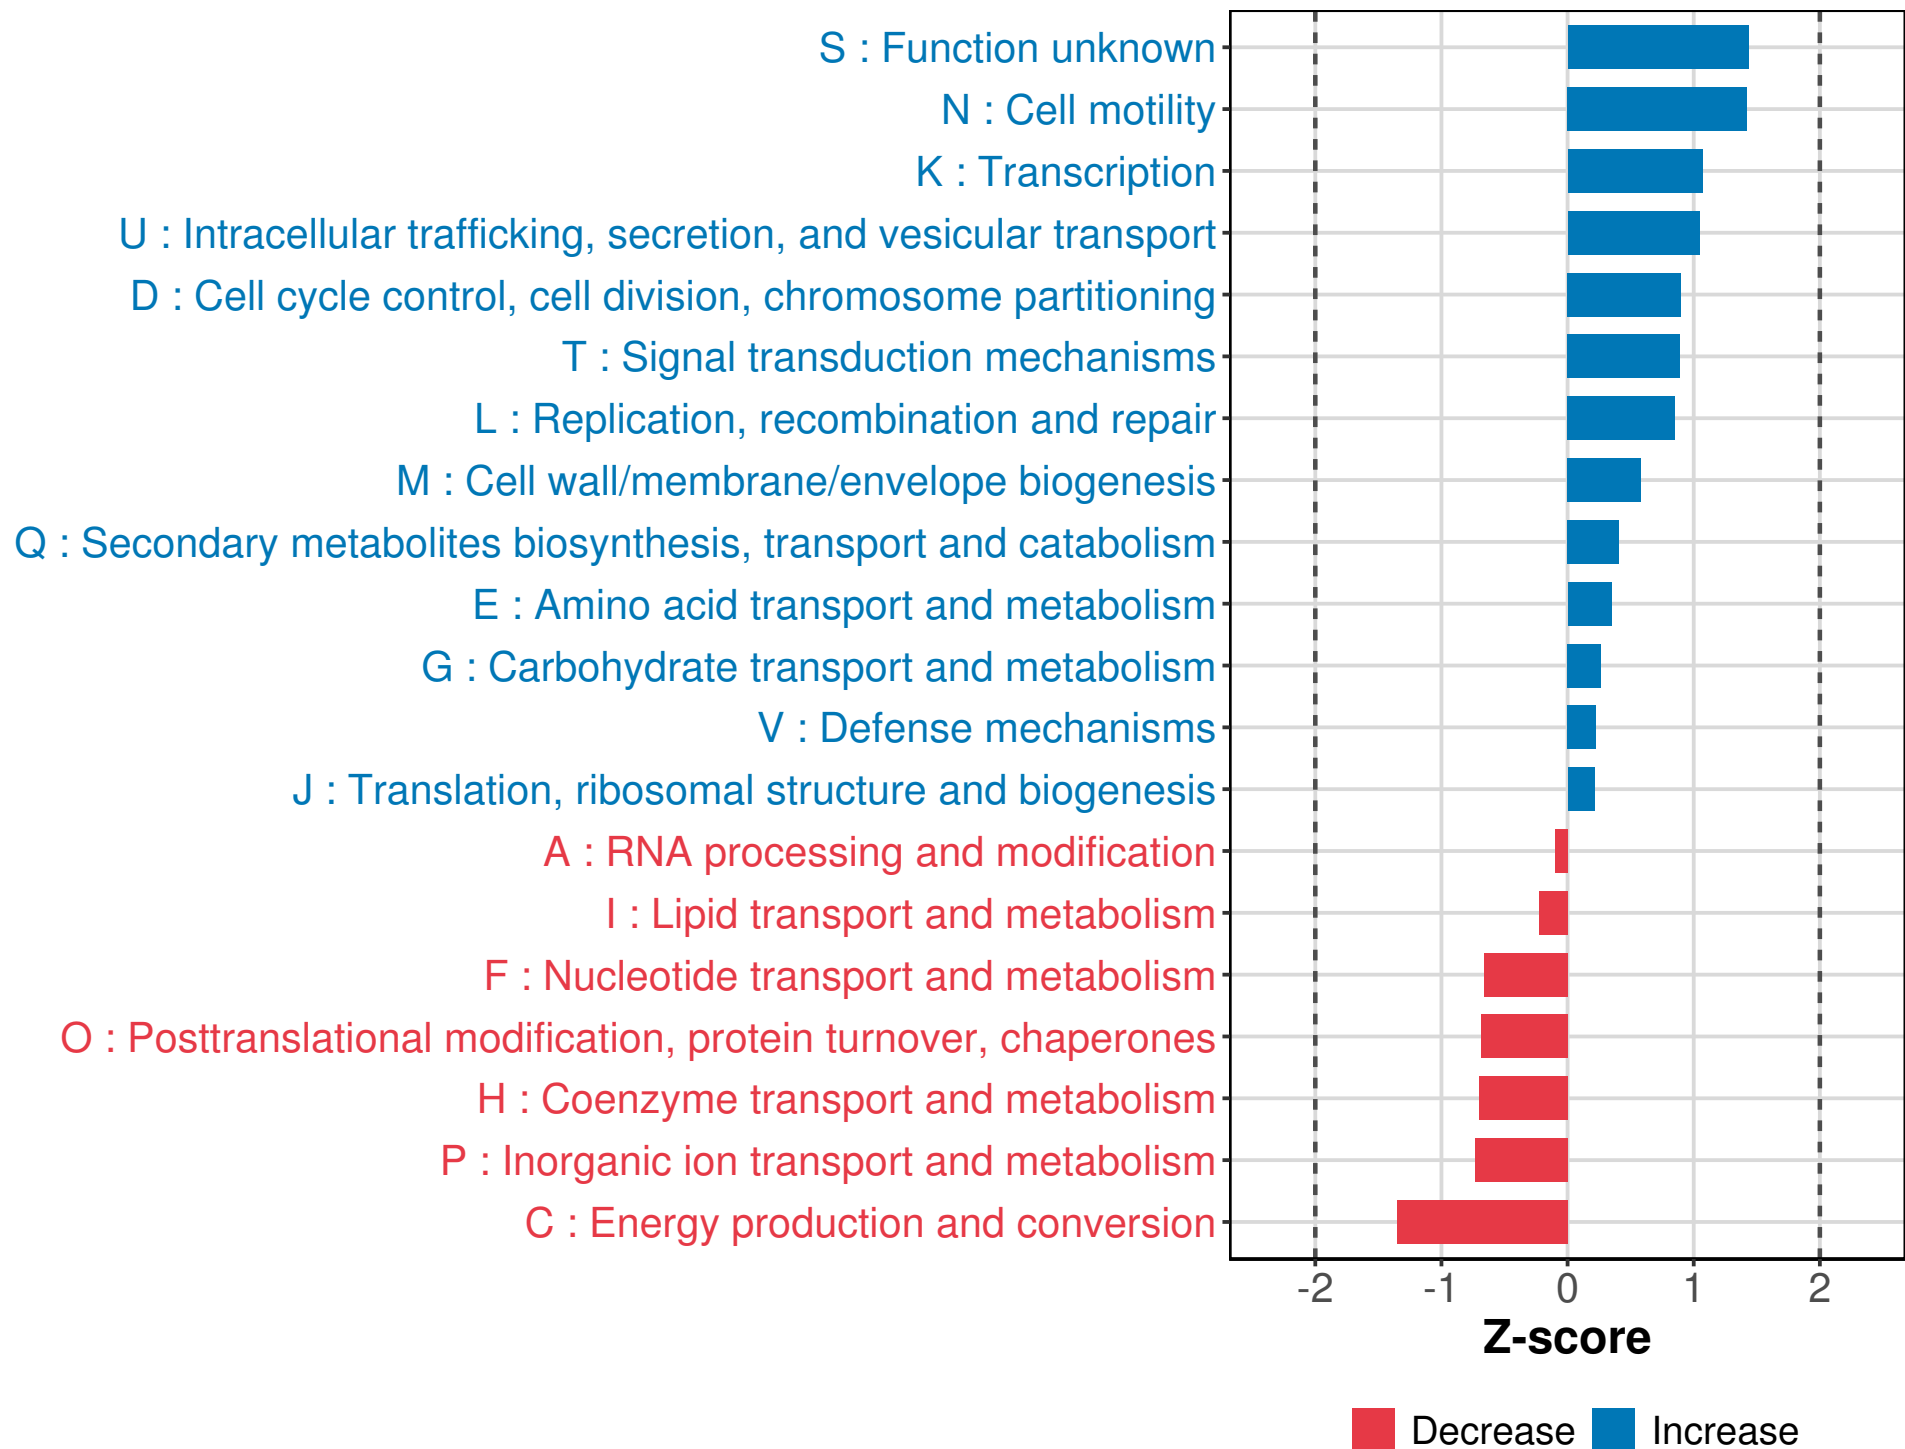 S : Function unknown
N : Cell motility
K : Transcription
U : Intracellular trafficking, secretion, and vesicular transport
D : Cell cycle control, cell division, chromosome partitioning
T : Signal transduction mechanisms
L : Replication, recombination and repair
M : Cell wall/membrane/envelope biogenesis
Q : Secondary metabolites biosynthesis, transport and catabolism
E : Amino acid transport and metabolism
G : Carbohydrate transport and metabolism
V : Defense mechanisms
J : Translation, ribosomal structure and biogenesis
A : RNA processing and modification
I : Lipid transport and metabolism
F : Nucleotide transport and metabolism
O : Posttranslational modification, protein turnover, chaperones
H : Coenzyme transport and metabolism
P : Inorganic ion transport and metabolism
C : Energy production and conversion
-2 -1 0 1 2
Z-score
Decrease Increase